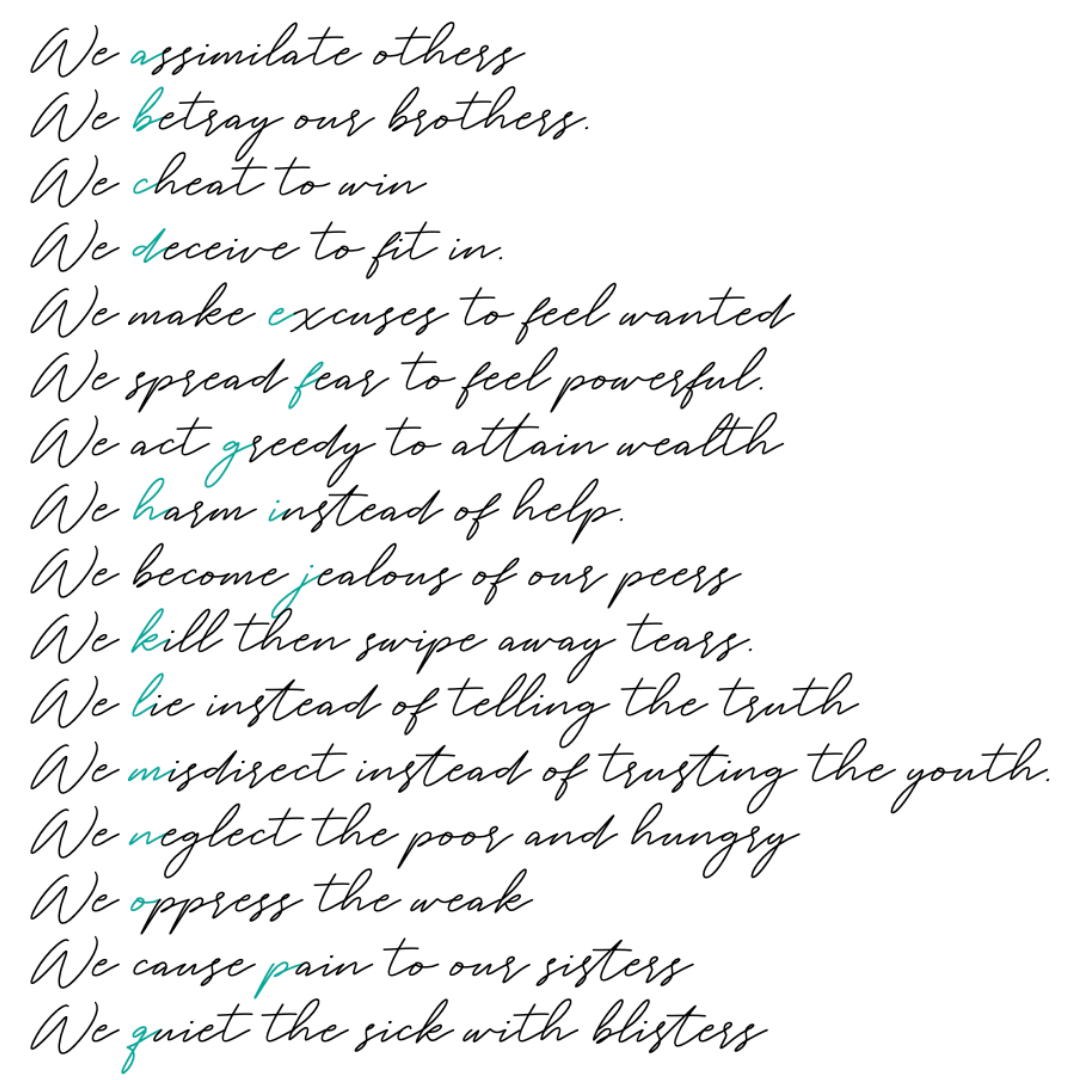 We assimilate others
We betray our brothers.
We cheat to win
We deceive to fit in.
We make excuses to feel wanted
We spread fear to feel powerful.
We act greedy to attain wealth
We harm instead of help.
We become jealous of our peers
We kill then swipe away tears.
We lie instead of telling the truth
We misdirect instead of trusting the youth.
We neglect the poor and hungry
We oppress the weak
We cause pain to our sisters
We quiet the sick with blisters